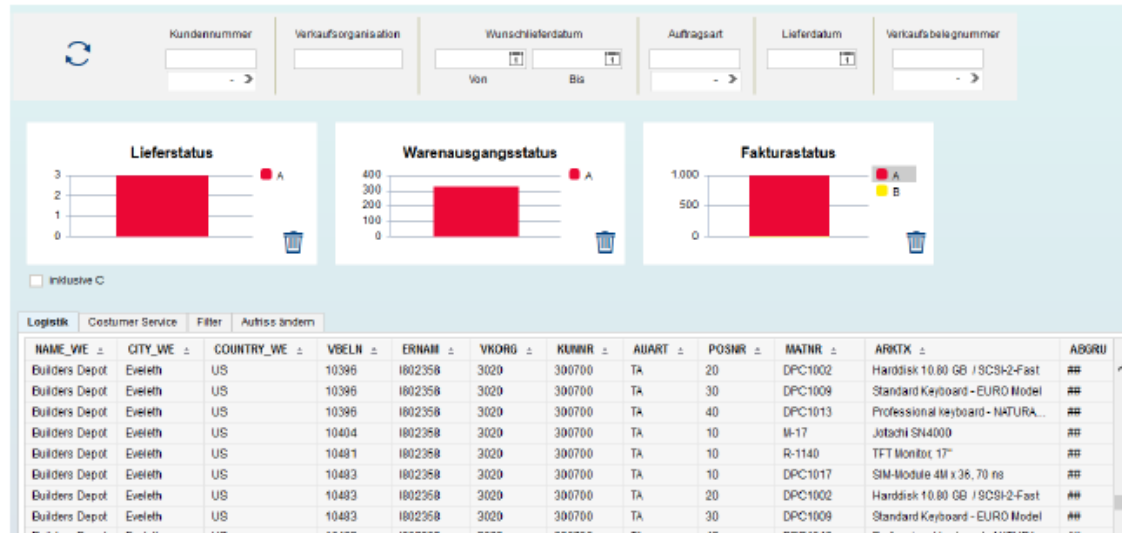 Kundennummer Verkaufsorganisation Wunschlieferdatum Auftragsart Lieferdatum Verkaufsbelegnummer
1 1 1
- > Von Bis - > - >
Lieferstatus Warenausgangsstatus Fakturastatus
3 A 400 A 1.000 A
2 300 B
200 500
1 100
0 0 0
inklusive C
Logistik Costumer Service Filter Aufriss ändern
NAME_WE CITY_WE COUNTRY_WE VBELN ERNAM VKORG KUNNR AUART POSNR MATNR ARKTX ABGRU
Builders Depot Eveleth US 10396 I802358 3020 300700 TA 20 DPC1002 Harddisk 10.80 GB / SCSI-2-Fast ##
Builders Depot Eveleth US 10396 I802358 3020 300700 TA 30 DPC1009 Standard Keyboard - EURO Model ##
Builders Depot Eveleth US 10396 I802358 3020 300700 TA 40 DPC1013 Professional keyboard - NATURA... ##
Builders Depot Eveleth US 10404 I802358 3020 300700 TA 10 M-17 Jotachi SN4000 ##
Builders Depot Eveleth US 10481 I802358 3020 300700 TA 10 R-1140 TFT Monitor, 17" ##
Builders Depot Eveleth US 10483 I802358 3020 300700 TA 10 DPC1017 SIM-Module 4M x 36, 70 ns ##
Builders Depot Eveleth US 10483 I802358 3020 300700 TA 20 DPC1002 Harddisk 10.80 GB / SCSI-2-Fast ##
Builders Depot Eveleth US 10483 I802358 3020 300700 TA 30 DPC1009 Standard Keyboard - EURO Model ##